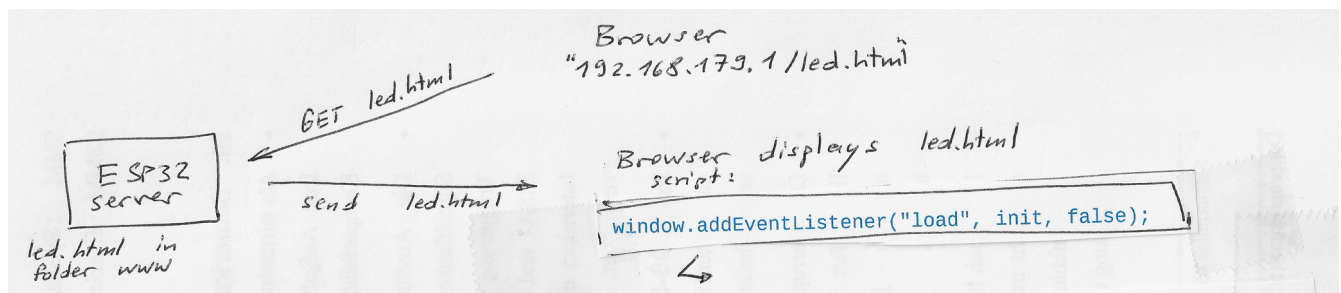 Browser
"192.168.179.1/led.html"
GET led.html
ESP32
server
led.html in
folder www
send led.html
Browser displays led.html
script:
window.addEventListener("load", init, false);